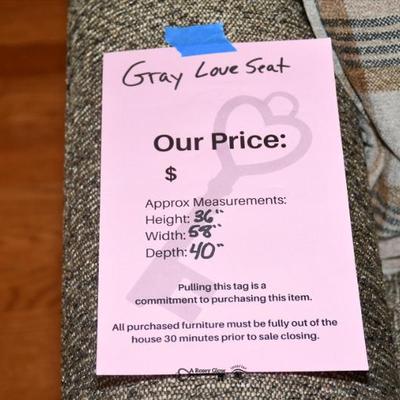 Gray Love Seat
Our Price:
$
Approx Measurements:
Height: 36"
Width: 58"
Depth: 40"
Pulling this tag is a
commitment to purchasing this item.
All purchased furniture must be fully out of the
house 30 minutes prior to sale closing.
A Rosey Glow